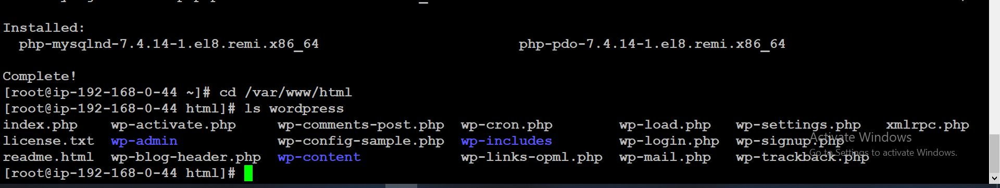 Installed:
php-mysqlnd-7.4.14-1.el8.remi.x86_64 php-pdo-7.4.14-1.el8.remi.x86_64
Complete!
[root@ip-192-168-0-44 ~]# cd /var/www/html
[root@ip-192-168-0-44 html]# ls wordpress
index.php wp-activate.php wp-comments-post.php wp-cron.php wp-load.php wp-settings.php xmlrpc.php
license.txt wp-admin wp-config-sample.php wp-includes wp-login.php wp-signup.php
readme.html wp-blog-header.php wp-content wp-links-opml.php wp-mail.php wp-trackback.php
[root@ip-192-168-0-44 html]#
Activate Windows
Go to Settings to activate Windows.